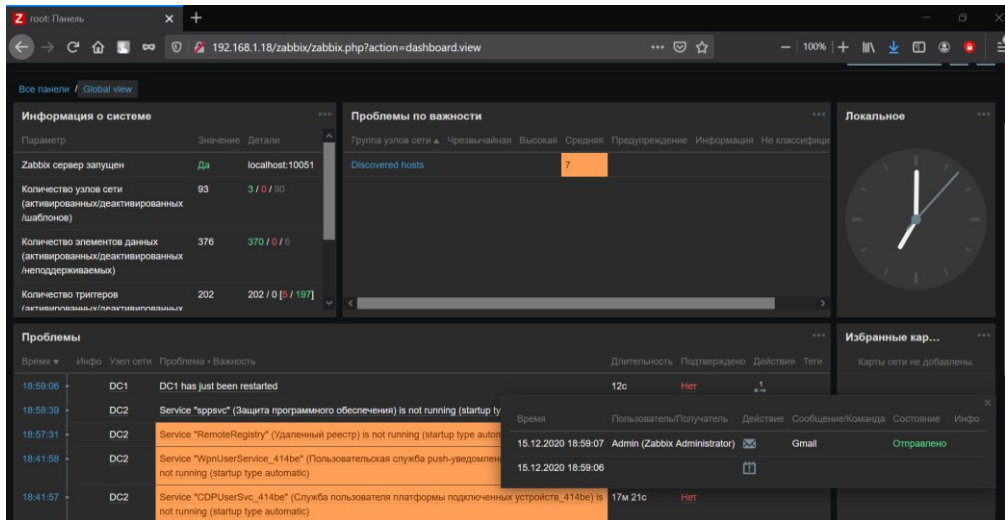 Z root: Панель × +
192.168.1.18/zabbix/zabbix.php?action=dashboard.view 100%
Все панели / Global view
Информация о системе
Параметр Значение Детали
Zabbix сервер запущен Да localhost:10051
Количество узлов сети
(активированных/деактивированных
/шаблонов) 93 3 / 0 / 90
Количество элементов данных
(активированных/деактивированных
/неподдерживаемых) 376 370 / 0 / 6
Количество триггеров
(активированных/деактивированных 202 202 / 0 [5 / 197]
Проблемы по важности
Группа узлов сети Чрезвычайная Высокая Средняя Предупреждение Информация Не классифици
Discovered hosts 7
Локальное
Проблемы
Время Инфо Узел сети Проблема • Важность Длительность Подтверждено Действия Теги
18:59:06 DC1 DC1 has just been restarted 12с Нет 1
18:58:39 DC2 Service "sppsvc" (Защита программного обеспечения) is not running (startup ty
18:57:31 DC2 Service "RemoteRegistry" (Удаленный реестр) is not running (startup type auton
18:41:58 DC2 Service "WpnUserService_414be" (Пользовательская служба push-уведомлен
not running (startup type automatic)
18:41:57 DC2 Service "CDPUserSvc_414be" (Служба пользователя платформы подключенных устройств_414be) is 17м 21с Нет
not running (startup type automatic)
Время Пользователь/Получатель Действие Сообщение/Команда Состояние Инфо
15.12.2020 18:59:07 Admin (Zabbix Administrator) Gmail Отправлено
15.12.2020 18:59:06
Избранные кар...
Карты сети не добавлены.